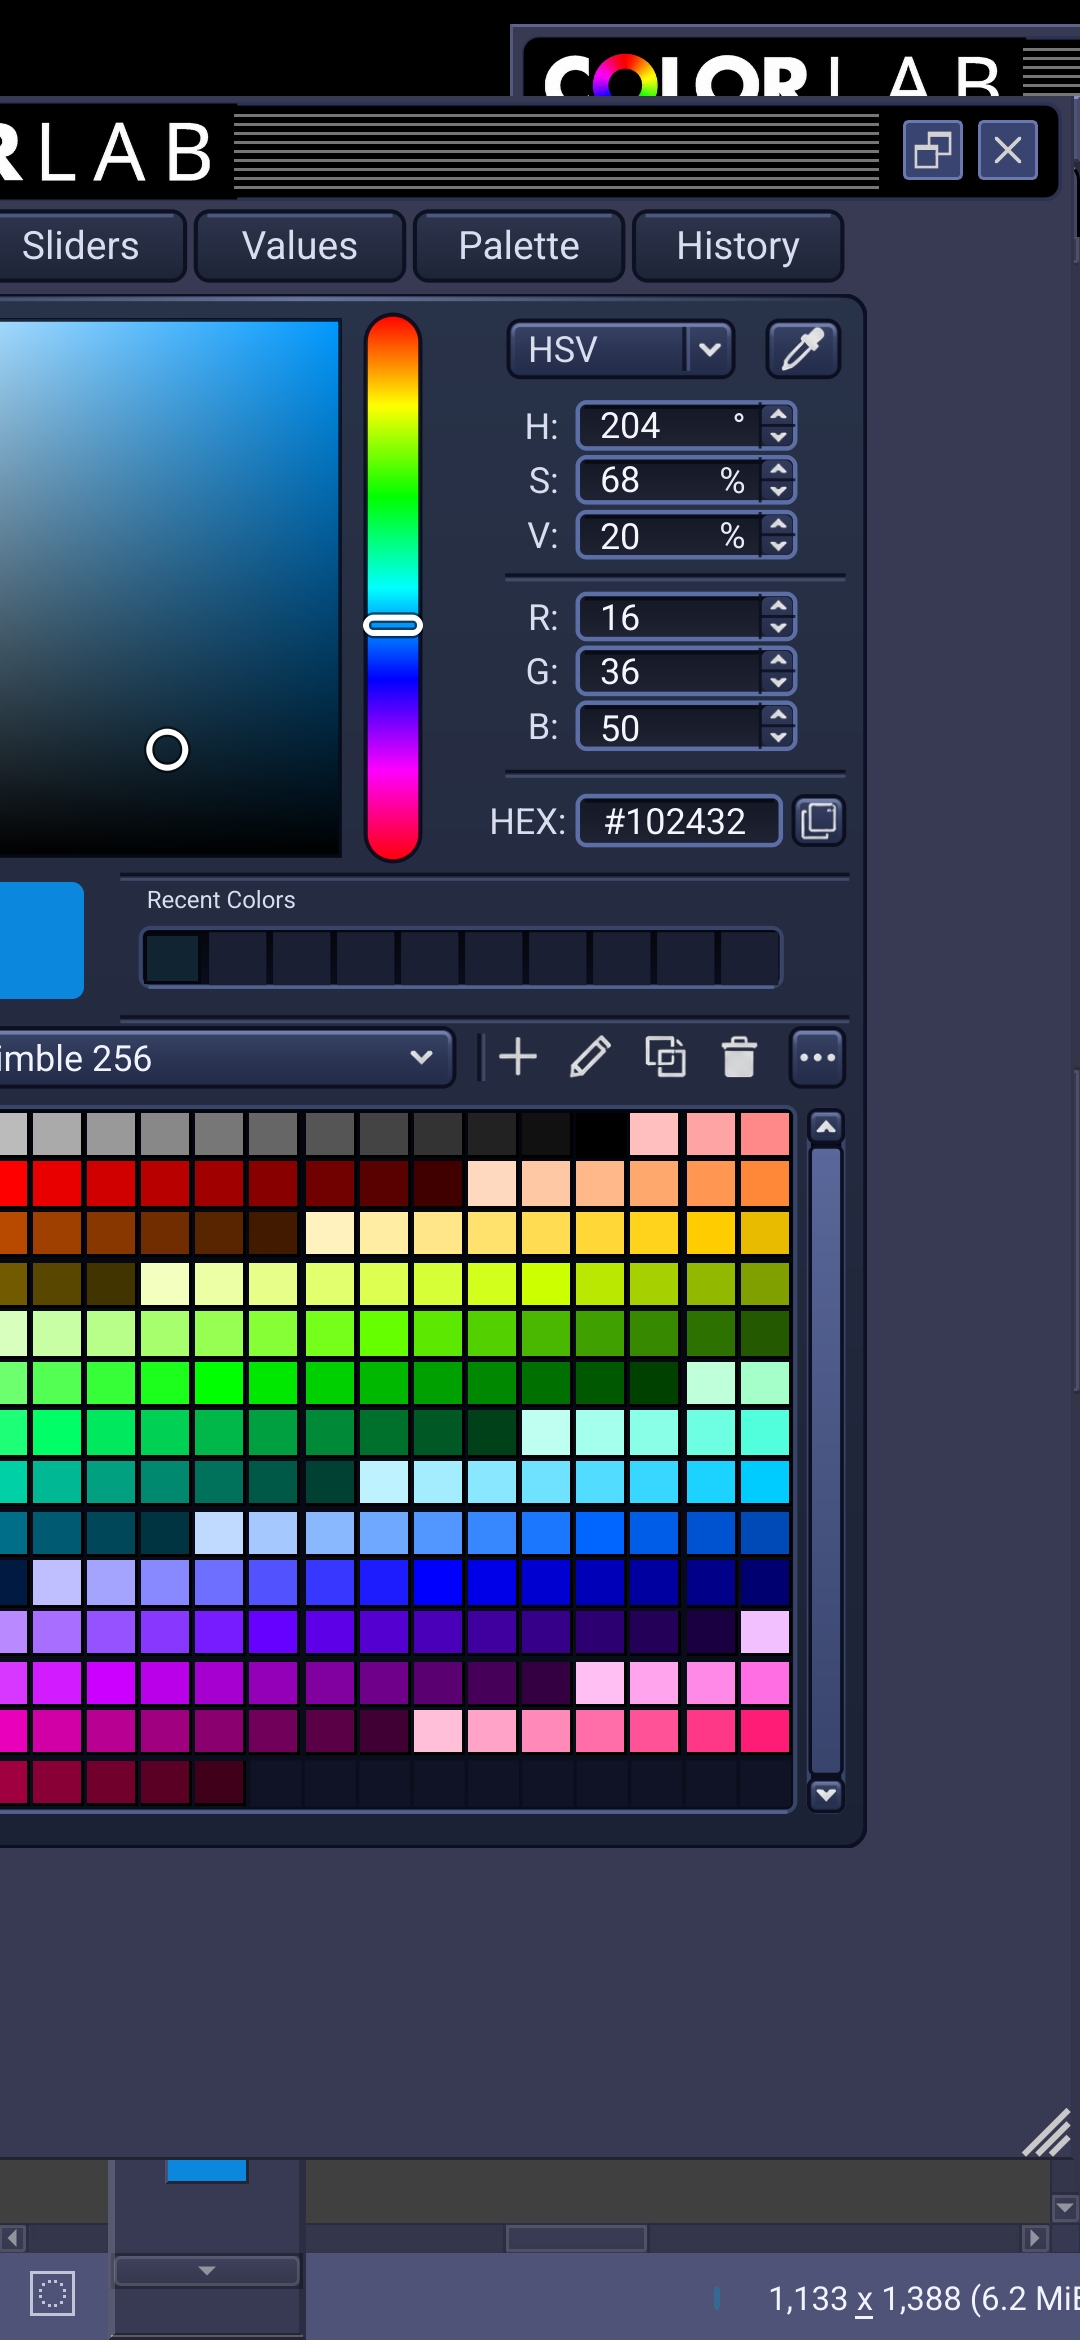 COLORLAB
RLAB
Sliders Values Palette History
HSV
H: 204 °
S: 68 %
V: 20 %
R: 16
G: 36
B: 50
HEX: #102432
Recent Colors
imble 256
1,133 x 1,388 (6.2 MiB